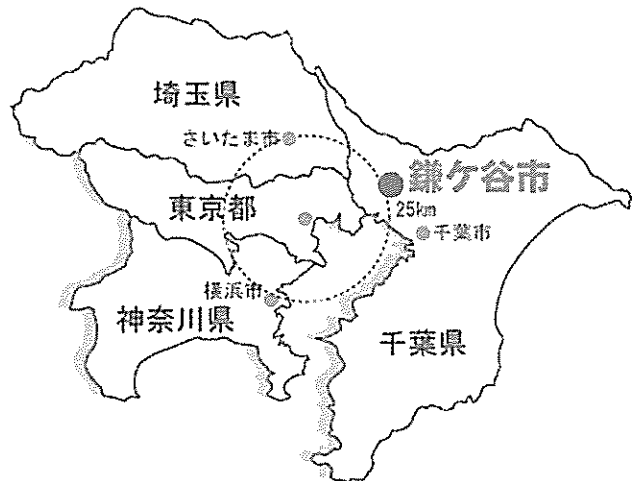 埼玉県
さいたま市
鎌ケ谷市
東京都
25km
千葉市
横浜市
神奈川県
千葉県